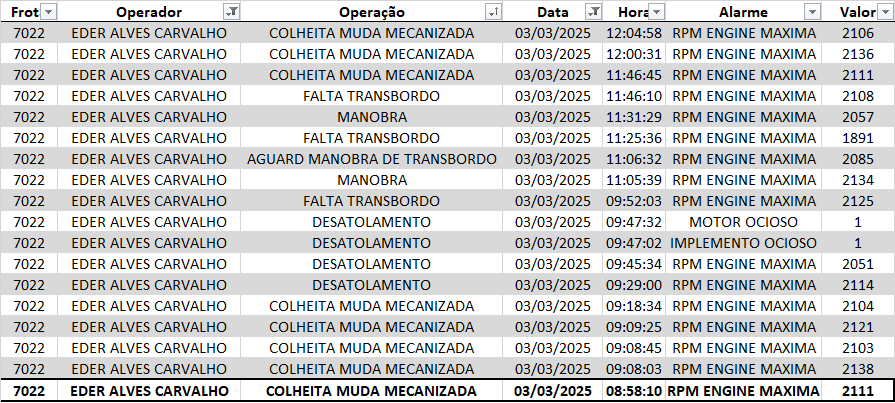 Frot Operador Operação Data Hora Alarme Valor
7022 EDER ALVES CARVALHO COLHEITA MUDA MECANIZADA 03/03/2025 12:04:58 RPM ENGINE MAXIMA 2106
7022 EDER ALVES CARVALHO COLHEITA MUDA MECANIZADA 03/03/2025 12:00:31 RPM ENGINE MAXIMA 2136
7022 EDER ALVES CARVALHO COLHEITA MUDA MECANIZADA 03/03/2025 11:46:45 RPM ENGINE MAXIMA 2111
7022 EDER ALVES CARVALHO FALTA TRANSBORDO 03/03/2025 11:46:10 RPM ENGINE MAXIMA 2108
7022 EDER ALVES CARVALHO MANOBRA 03/03/2025 11:31:29 RPM ENGINE MAXIMA 2057
7022 EDER ALVES CARVALHO FALTA TRANSBORDO 03/03/2025 11:25:36 RPM ENGINE MAXIMA 1891
7022 EDER ALVES CARVALHO AGUARD MANOBRA DE TRANSBORDO 03/03/2025 11:06:32 RPM ENGINE MAXIMA 2085
7022 EDER ALVES CARVALHO MANOBRA 03/03/2025 11:05:39 RPM ENGINE MAXIMA 2134
7022 EDER ALVES CARVALHO FALTA TRANSBORDO 03/03/2025 09:52:03 RPM ENGINE MAXIMA 2125
7022 EDER ALVES CARVALHO DESATOLAMENTO 03/03/2025 09:47:32 MOTOR OCIOSO 1
7022 EDER ALVES CARVALHO DESATOLAMENTO 03/03/2025 09:47:02 IMPLEMENTO OCIOSO 1
7022 EDER ALVES CARVALHO DESATOLAMENTO 03/03/2025 09:45:34 RPM ENGINE MAXIMA 2051
7022 EDER ALVES CARVALHO DESATOLAMENTO 03/03/2025 09:29:00 RPM ENGINE MAXIMA 2114
7022 EDER ALVES CARVALHO COLHEITA MUDA MECANIZADA 03/03/2025 09:18:34 RPM ENGINE MAXIMA 2104
7022 EDER ALVES CARVALHO COLHEITA MUDA MECANIZADA 03/03/2025 09:09:25 RPM ENGINE MAXIMA 2121
7022 EDER ALVES CARVALHO COLHEITA MUDA MECANIZADA 03/03/2025 09:08:45 RPM ENGINE MAXIMA 2103
7022 EDER ALVES CARVALHO COLHEITA MUDA MECANIZADA 03/03/2025 09:08:03 RPM ENGINE MAXIMA 2138
7022 EDER ALVES CARVALHO COLHEITA MUDA MECANIZADA 03/03/2025 08:58:10 RPM ENGINE MAXIMA 2111